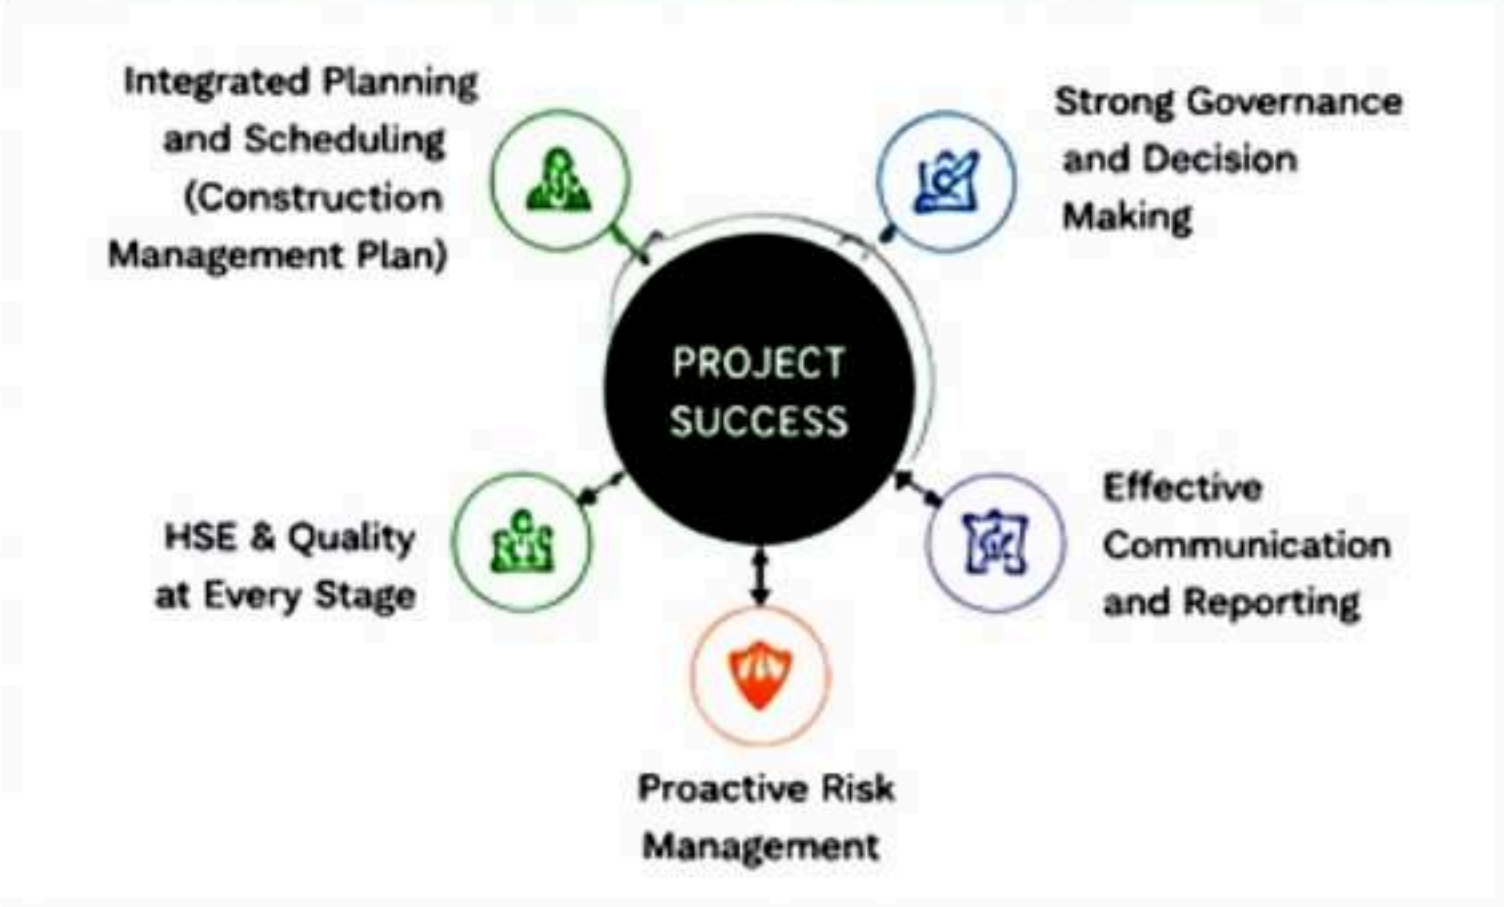 Integrated Planning
and Scheduling
(Construction
Management Plan)
Strong Governance
and Decision
Making
PROJECT
SUCCESS
HSE & Quality
at Every Stage
Effective
Communication
and Reporting
Proactive Risk
Management